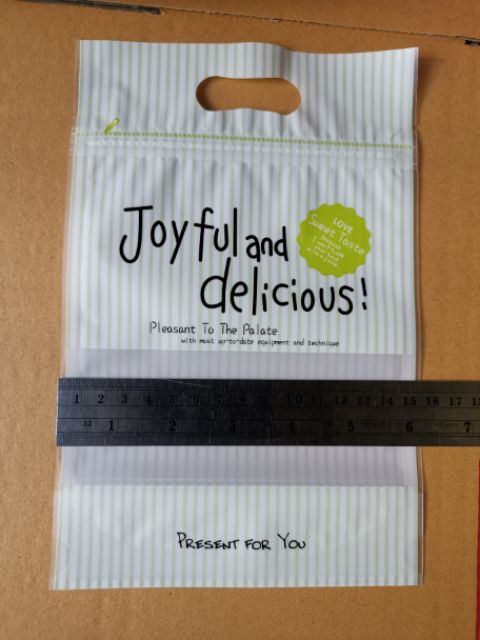 Joyful and
delicious!
LOVE
Sweet Taste
Pleasant To The Palate
with most up-to-date equipment and technique
1 2 3 4 5 6 7 8 9 10 11 12 13 14 15 16 17
32 1 2 3 4 5 6 7
PRESENT FOR YOU